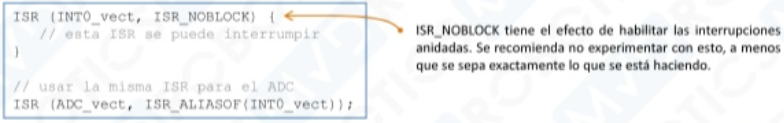 ISR (INT0_vect, ISR_NOBLOCK) {
// esta ISR se puede interrumpir
}
// usar la misma ISR para el ADC
ISR (ADC_vect, ISR_ALIASOF(INT0_vect));
ISR_NOBLOCK tiene el efecto de habilitar las interrupciones
anidadas. Se recomienda no experimentar con esto, a menos
que se sepa exactamente lo que se está haciendo.